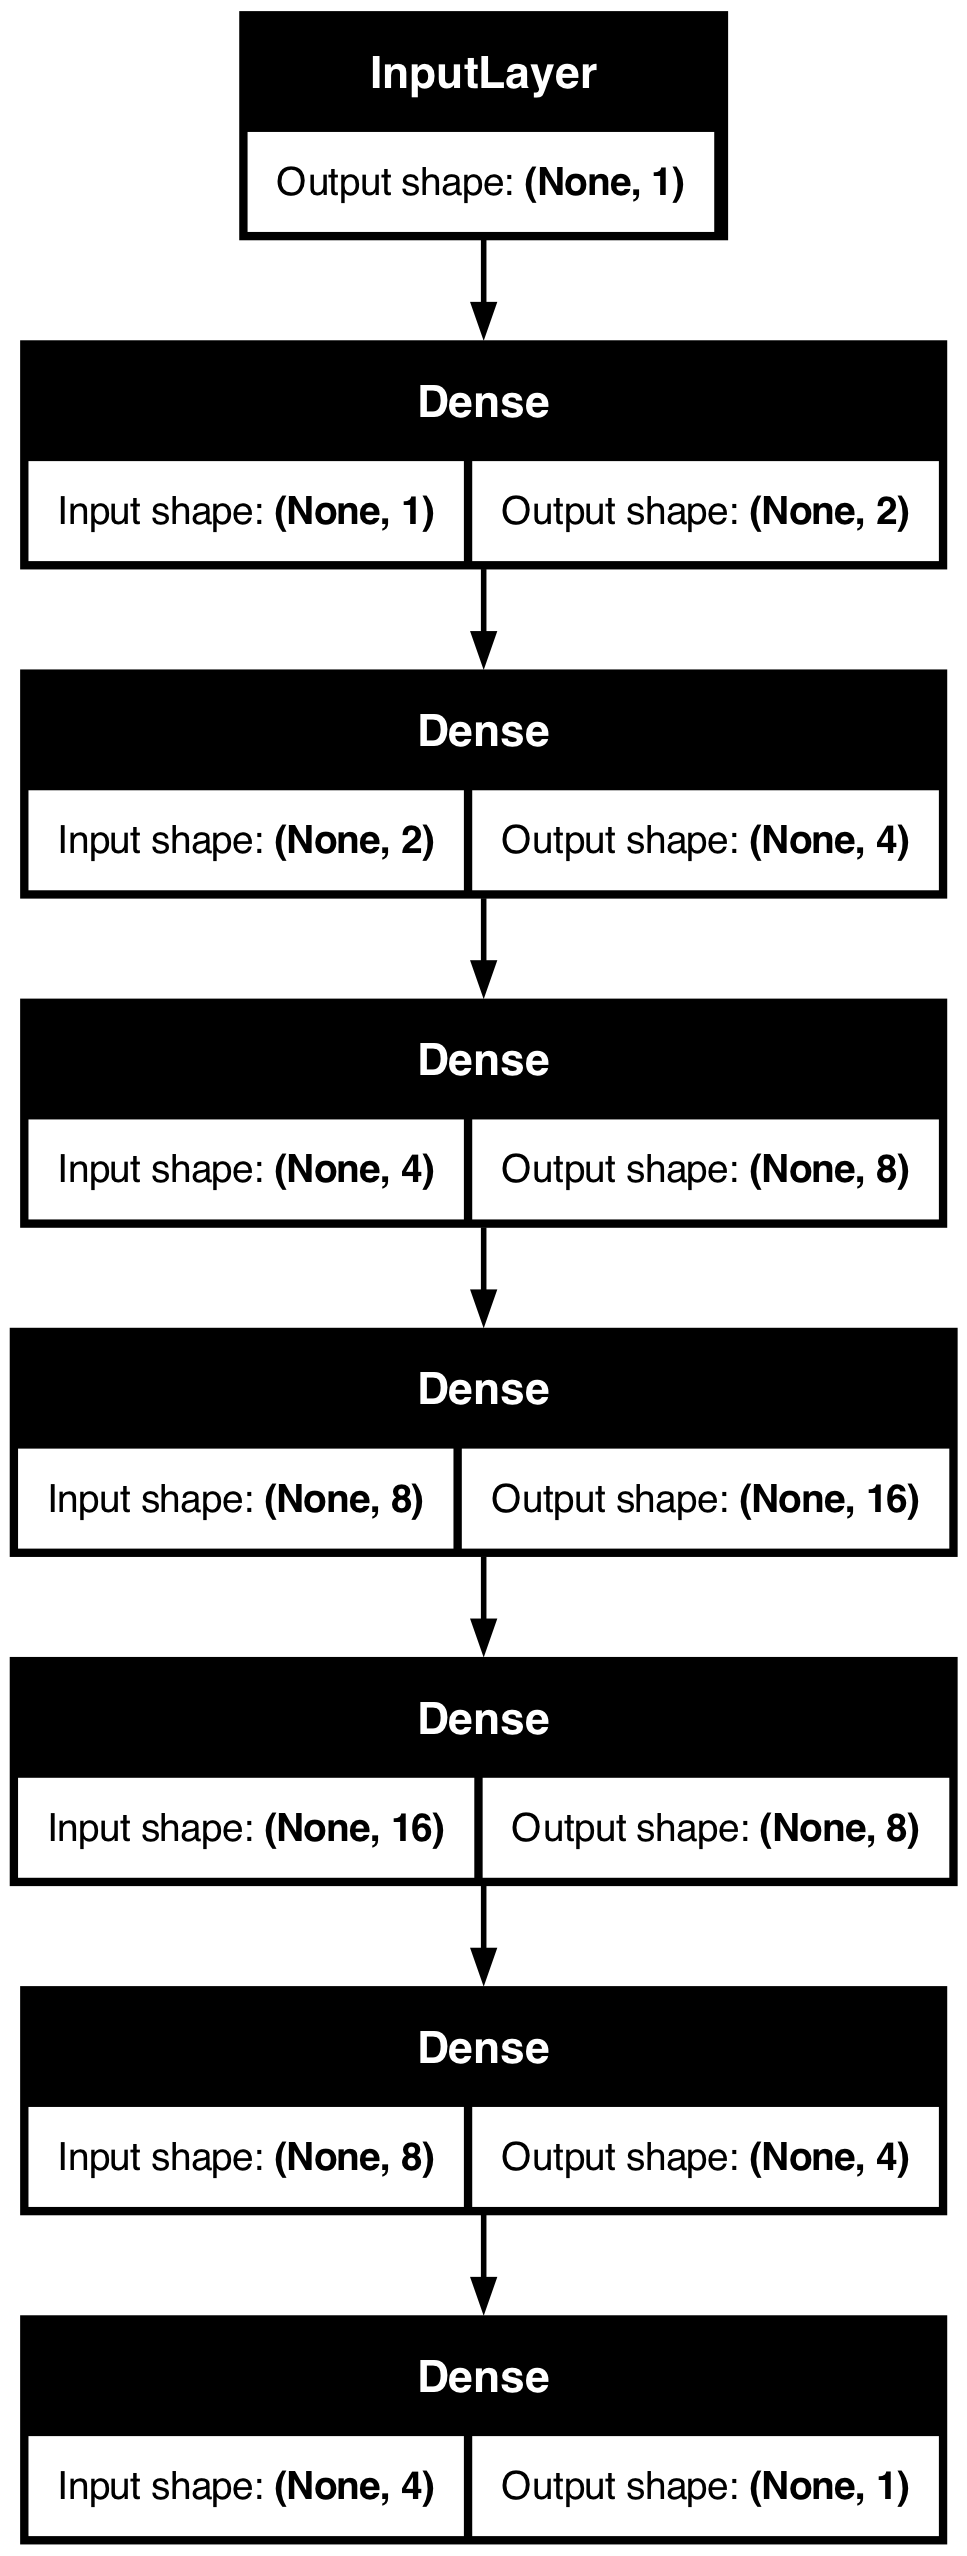 InputLayer
Output shape: (None, 1)
Dense
Input shape: (None, 1) Output shape: (None, 2)
Dense
Input shape: (None, 2) Output shape: (None, 4)
Dense
Input shape: (None, 4) Output shape: (None, 8)
Dense
Input shape: (None, 8) Output shape: (None, 16)
Dense
Input shape: (None, 16) Output shape: (None, 8)
Dense
Input shape: (None, 8) Output shape: (None, 4)
Dense
Input shape: (None, 4) Output shape: (None, 1)